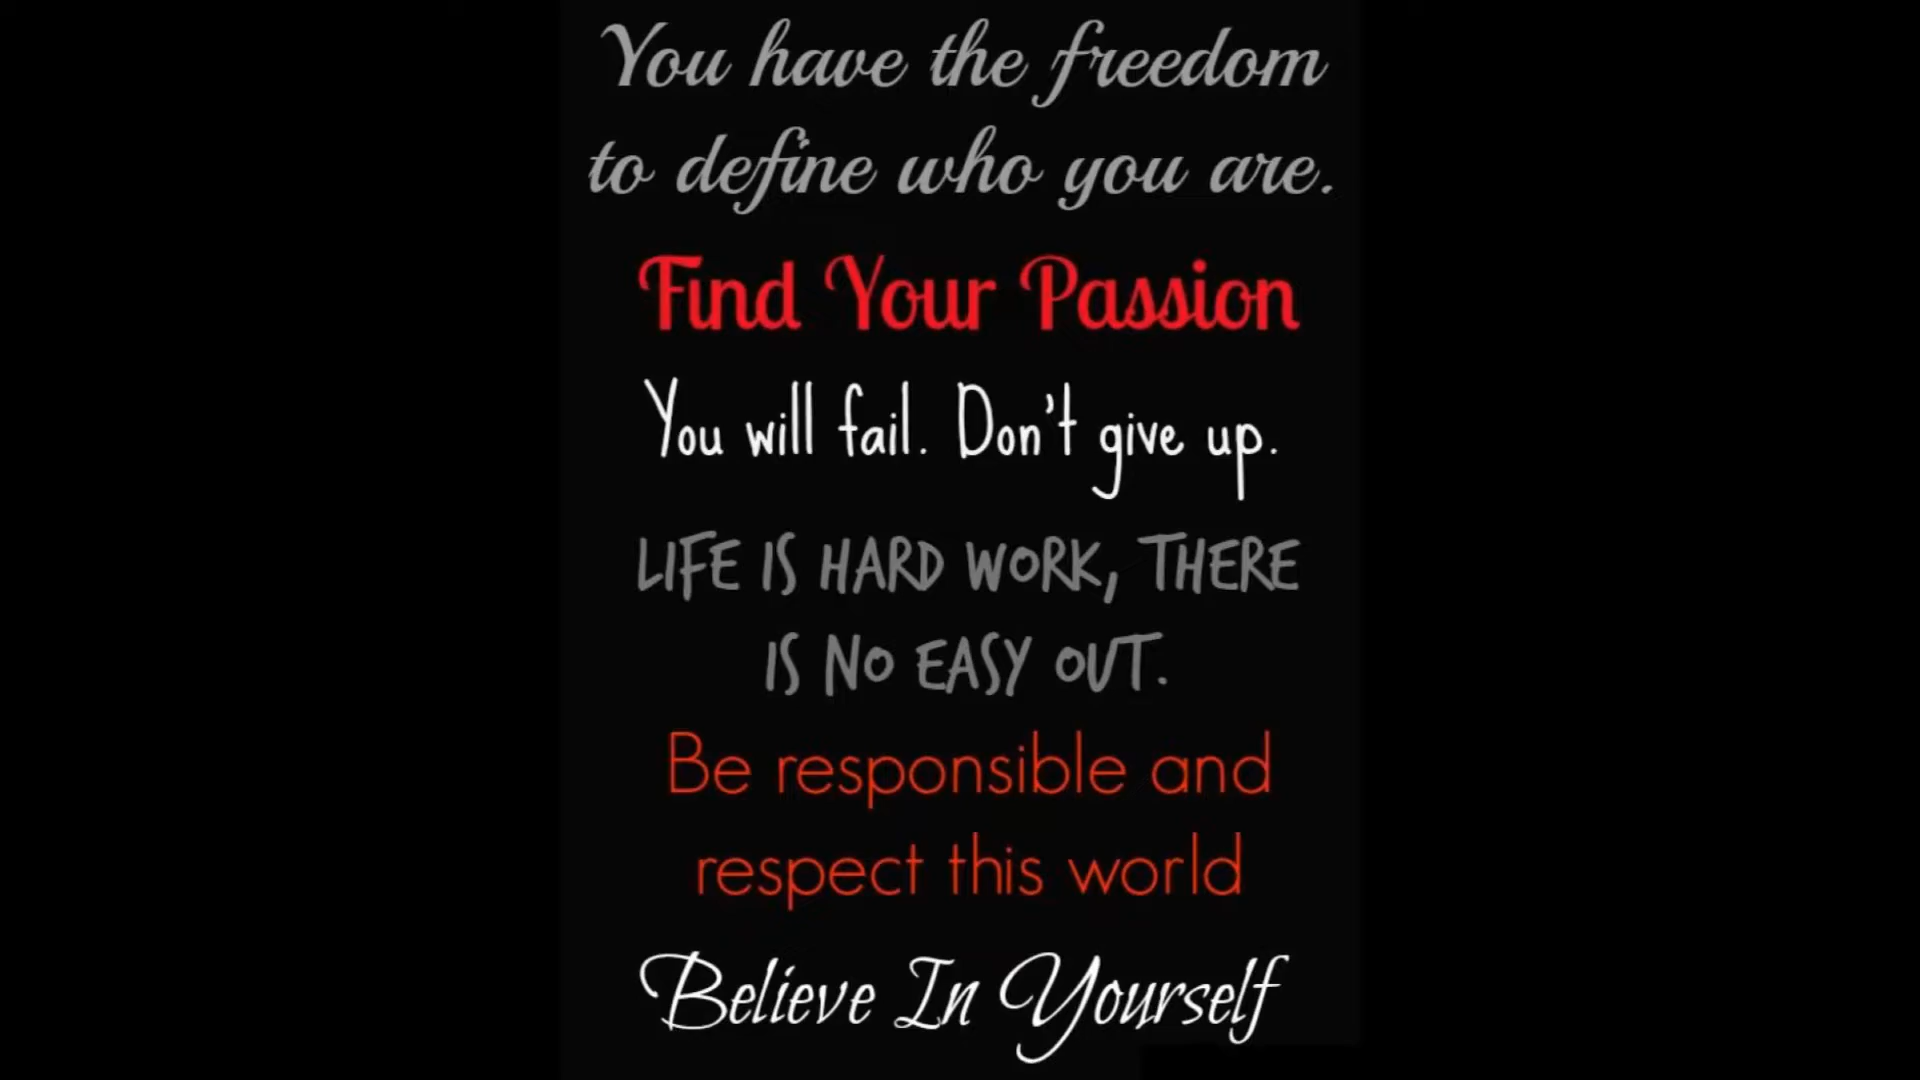 You have the freedom
to define who you are.
Find Your Passion
You will fail. Don't give up.
LIFE IS HARD WORK, THERE
IS NO EASY OUT.
Be responsible and
respect this world
Believe In Yourself